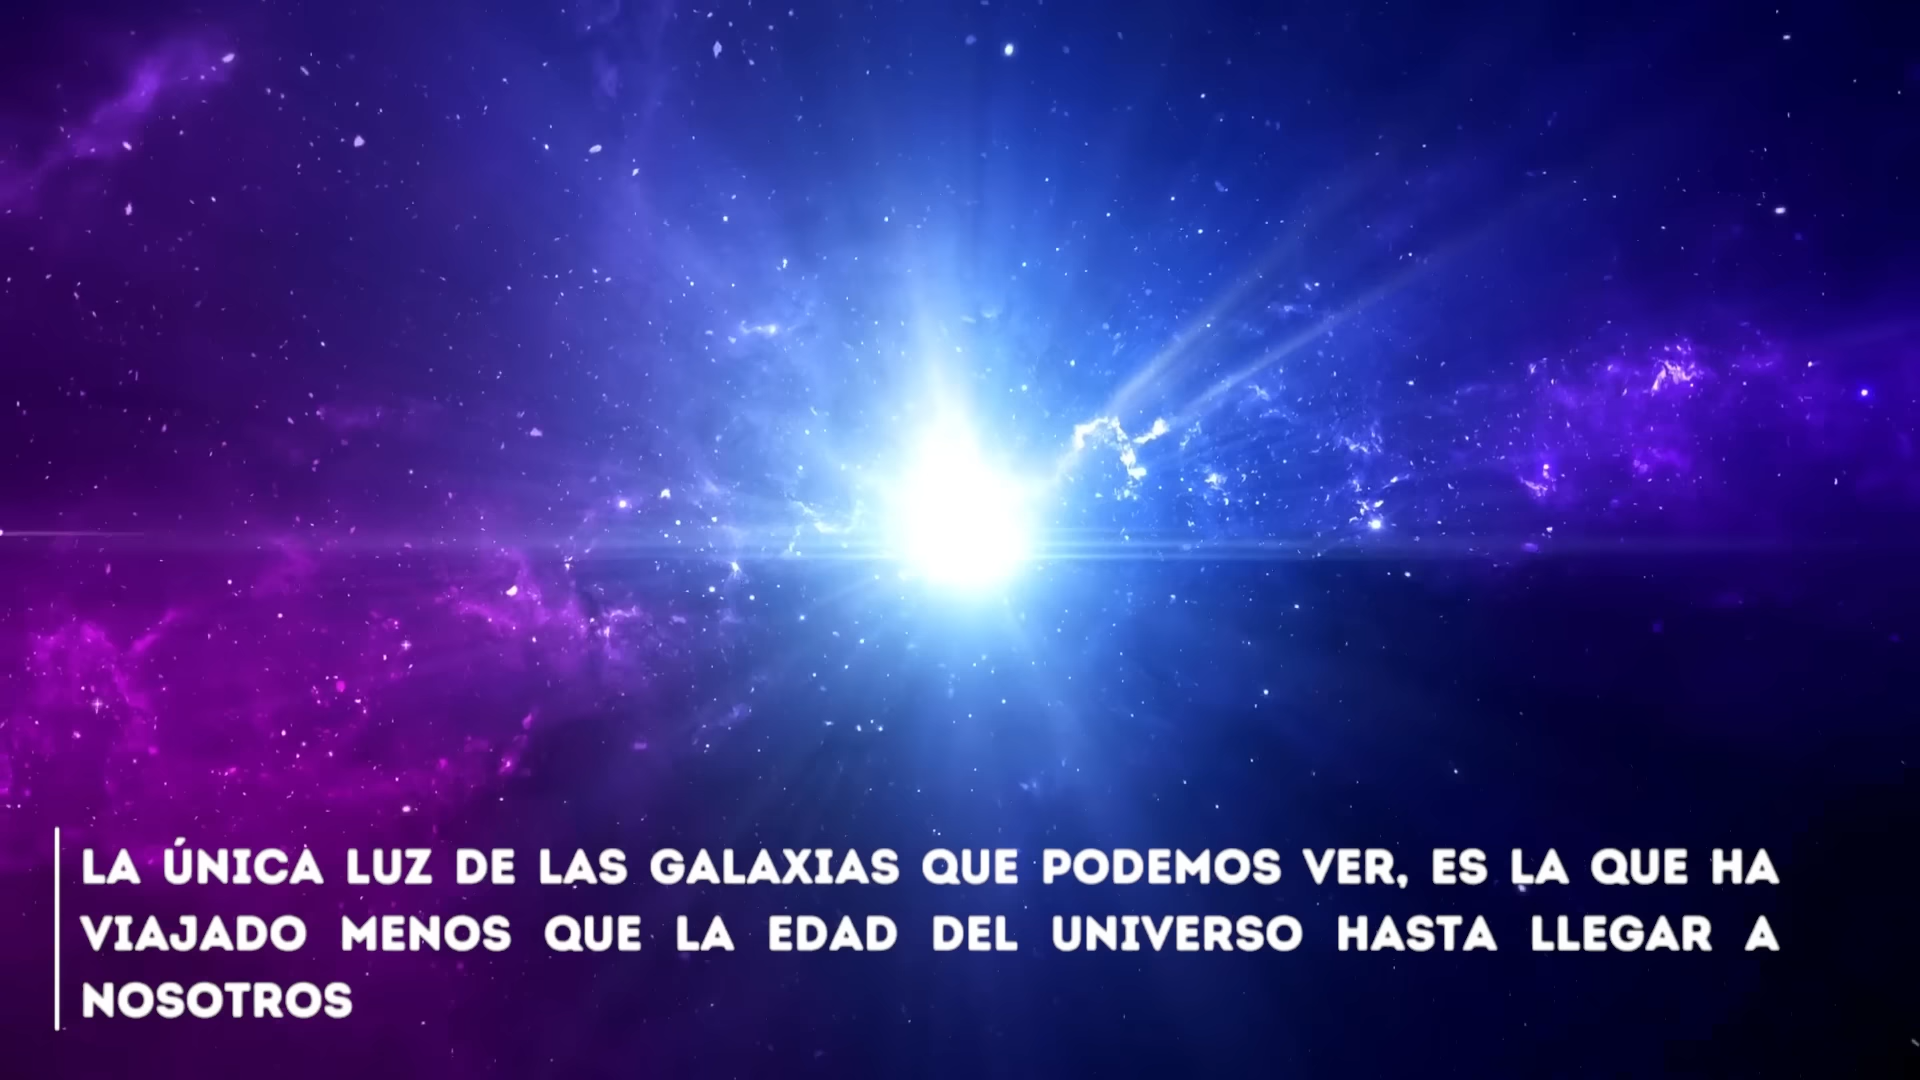 LA ÚNICA LUZ DE LAS GALAXIAS QUE PODEMOS VER, ES LA QUE HA
VIAJADO MENOS QUE LA EDAD DEL UNIVERSO HASTA LLEGAR A
NOSOTROS